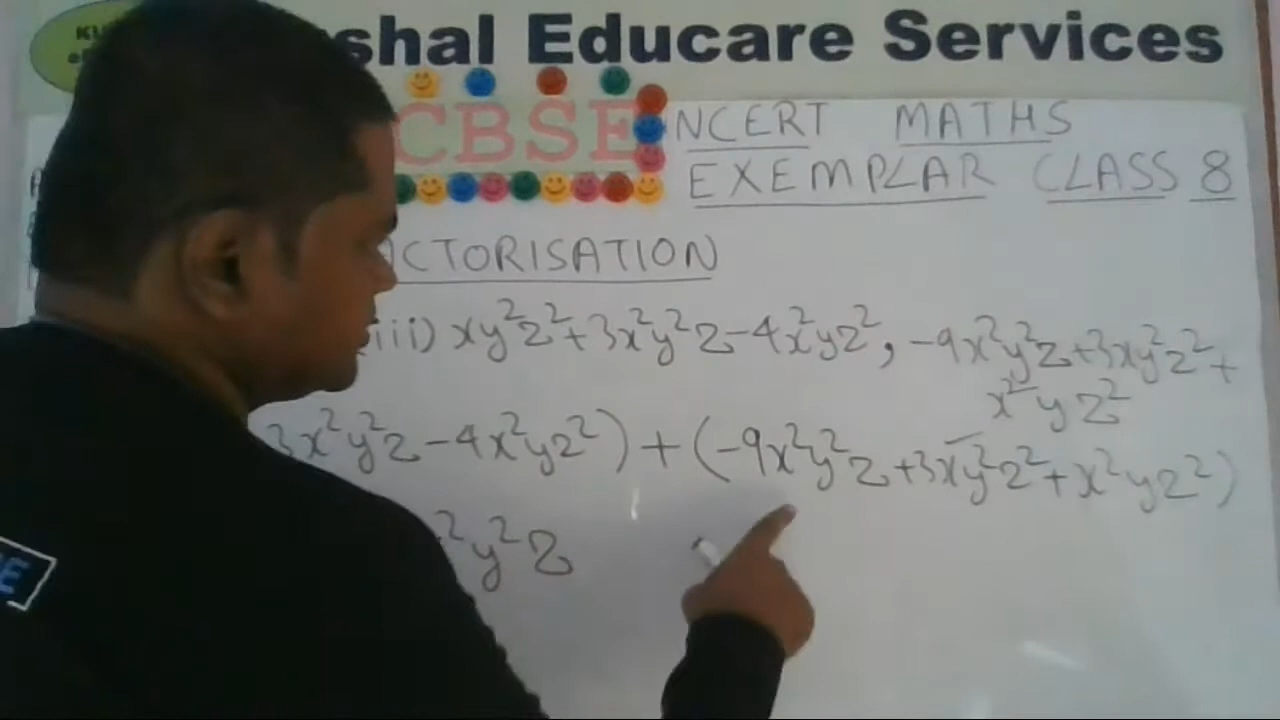 shal Educare Services
CBSE
NCERT MATHS
EXEMPLAR CLASS 8
CTORISATION
iii) xy²z²+3x²y²z-4x²yz², -9x²y²z+3xy²z²+
x²yz²
3x²y²z-4x²yz²)+(-9x²y²z+3xy²z²+x²yz²)
²y²z